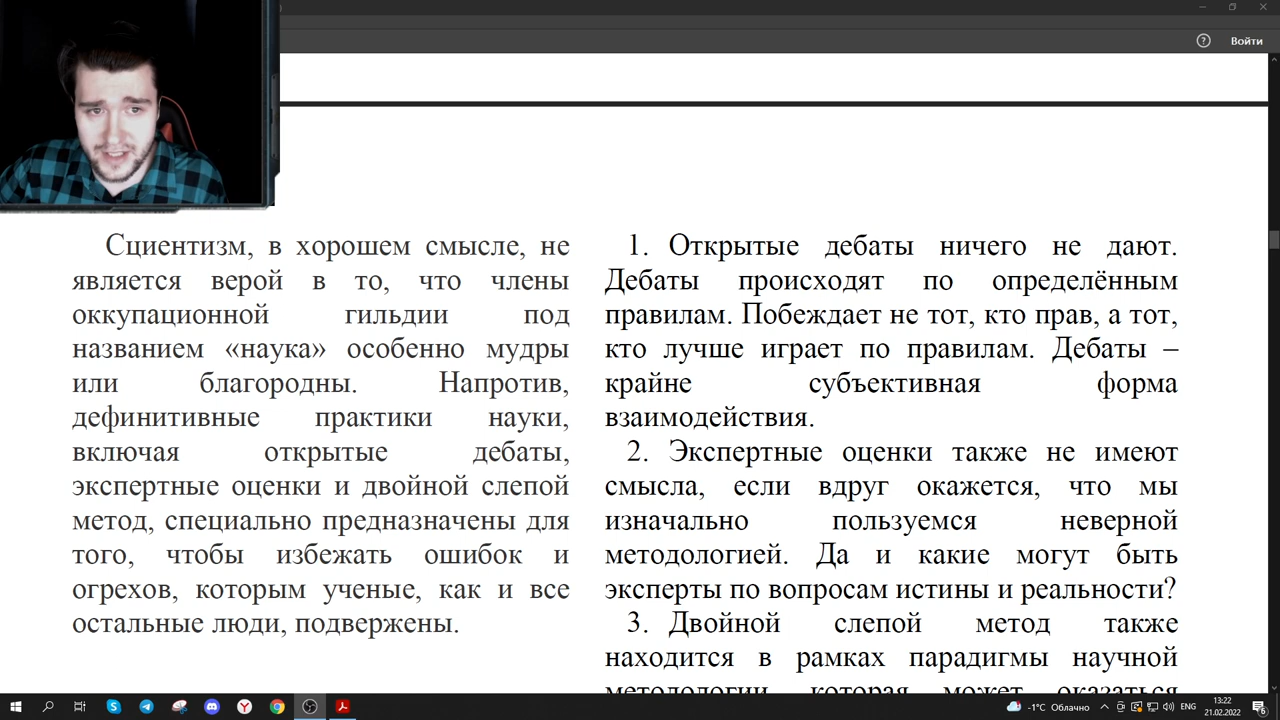 Войти
Сциентизм, в хорошем смысле, не
является верой в то, что члены
оккупационной гильдии под
названием «наука» особенно мудры
или благородны. Напротив,
дефинитивные практики науки,
включая открытые дебаты,
экспертные оценки и двойной слепой
метод, специально предназначены для
того, чтобы избежать ошибок и
огрехов, которым ученые, как и все
остальные люди, подвержены.
1. Открытые дебаты ничего не дают.
Дебаты происходят по определённым
правилам. Побеждает не тот, кто прав, а тот,
кто лучше играет по правилам. Дебаты –
крайне субъективная форма
взаимодействия.
2. Экспертные оценки также не имеют
смысла, если вдруг окажется, что мы
изначально пользуемся неверной
методологией. Да и какие могут быть
эксперты по вопросам истины и реальности?
3. Двойной слепой метод также
находится в рамках парадигмы научной
методологии, которая может оказаться
-1°C Облачно
ENG
13:22
21.02.2022
6